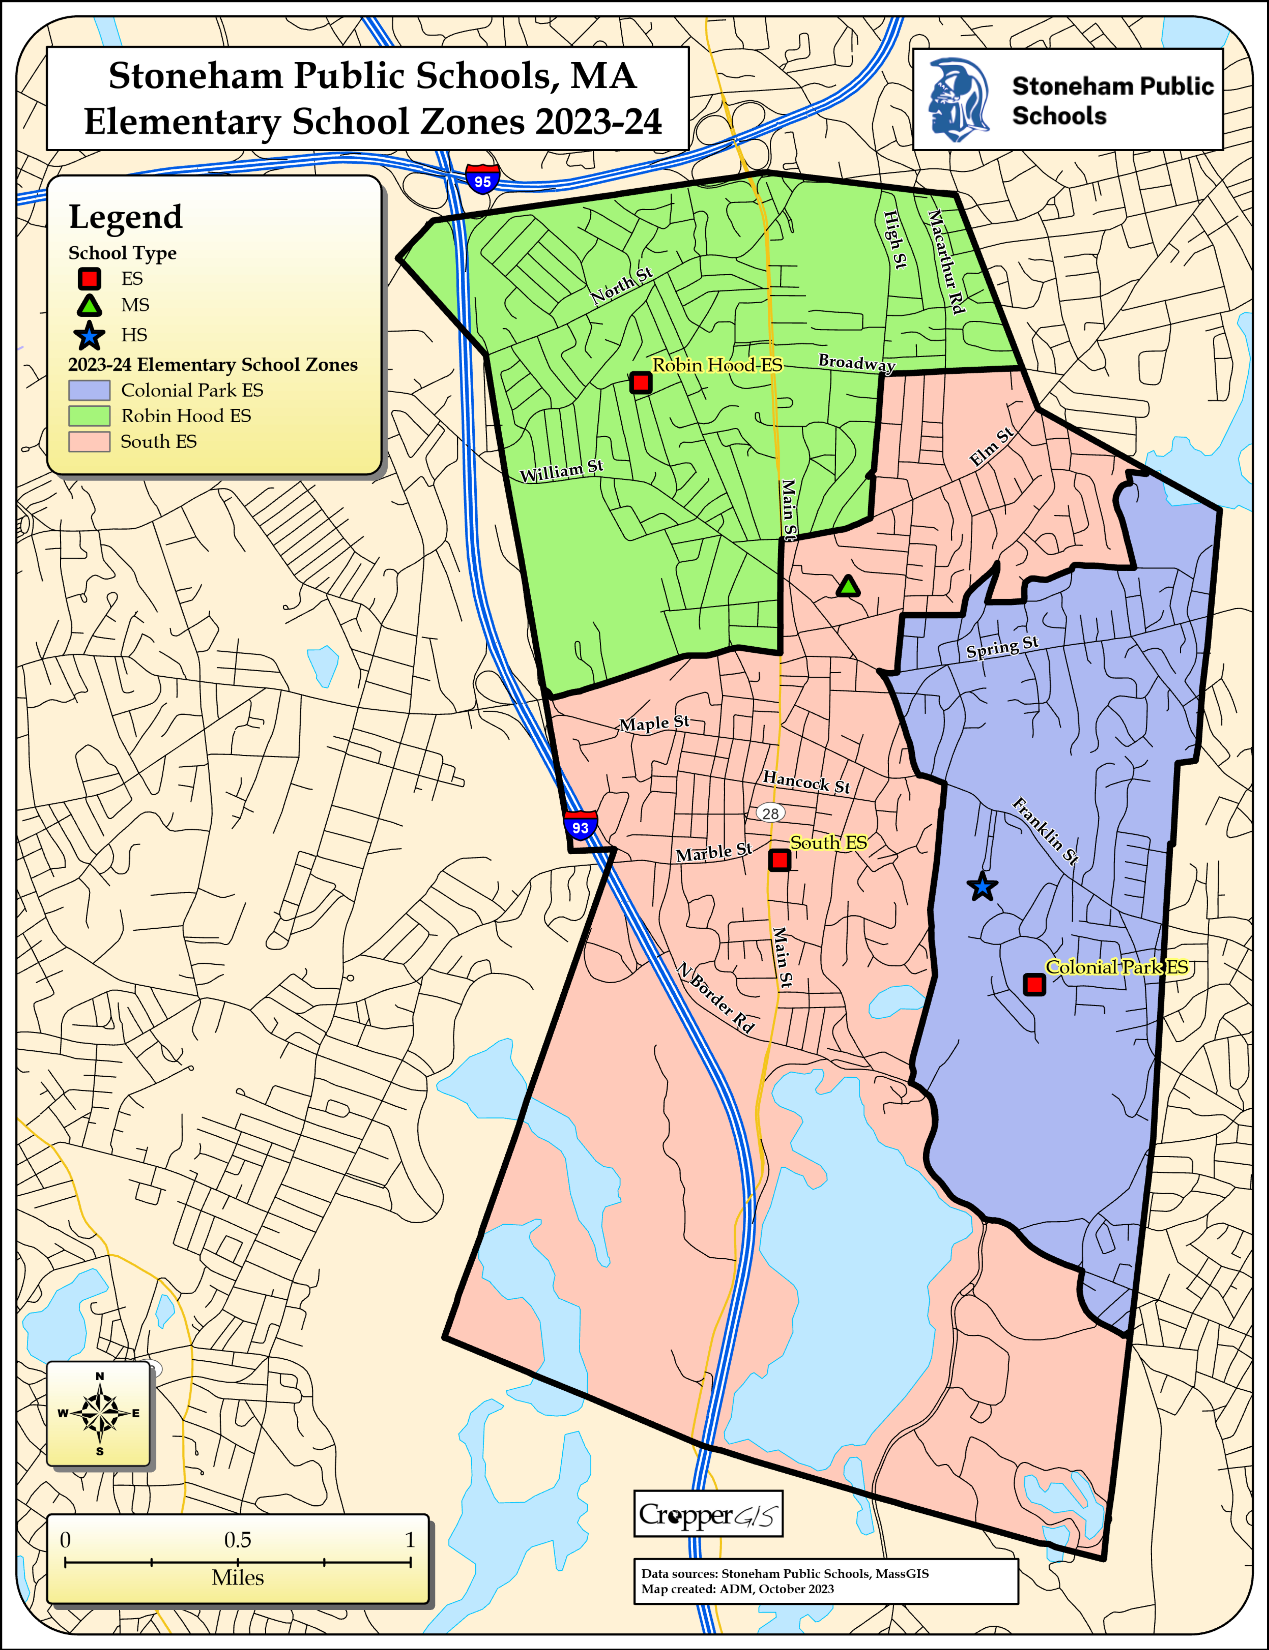 Stoneham Public Schools, MA
Elementary School Zones 2023-24
Stoneham Public
Schools
95
Legend
School Type
ES
MS
HS
2023-24 Elementary School Zones
Colonial Park ES
Robin Hood ES
South ES
High St
Macarthur Rd
North St
Robin Hood ES
Broadway
Elm St
William St
Main St
Spring St
Maple St
Hancock St
28
93
Franklin St
Marble St
South ES
Main St
N Border Rd
Colonial Park ES
N
W E
S
0 0.5 1
Miles
Cropper GIS
Data sources: Stoneham Public Schools, MassGIS
Map created: ADM, October 2023